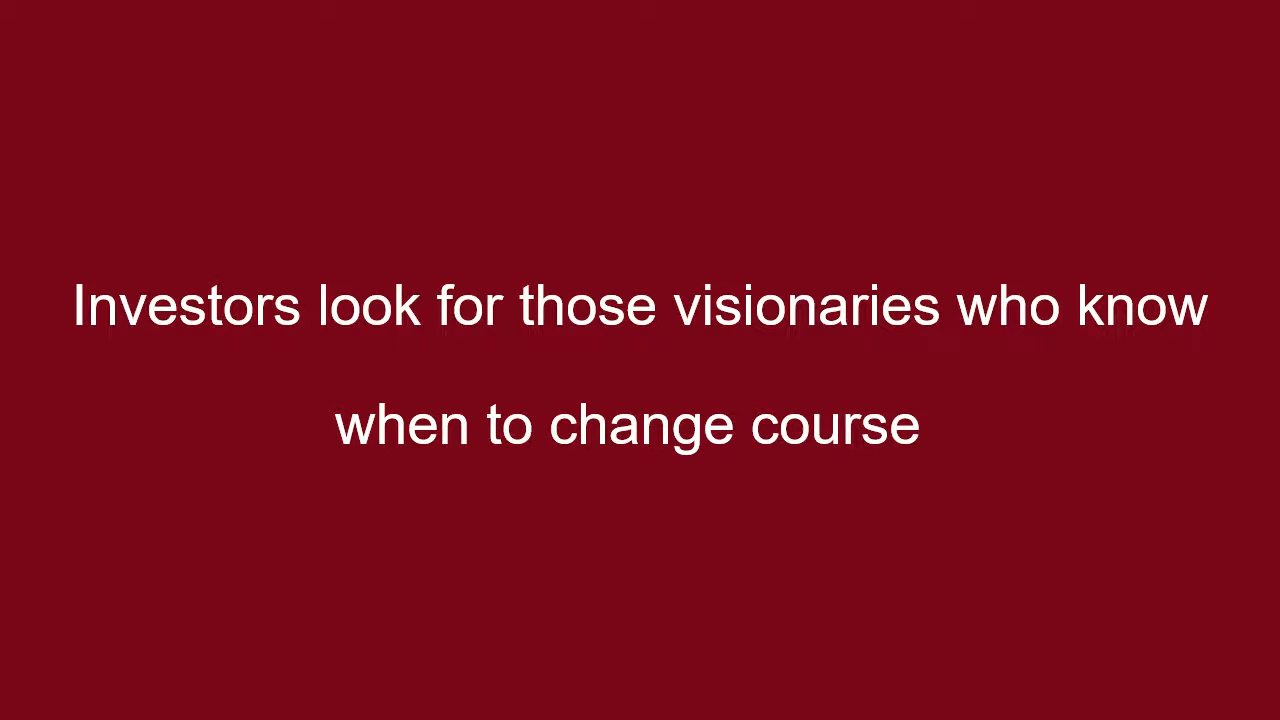 Investors look for those visionaries who know
when to change course